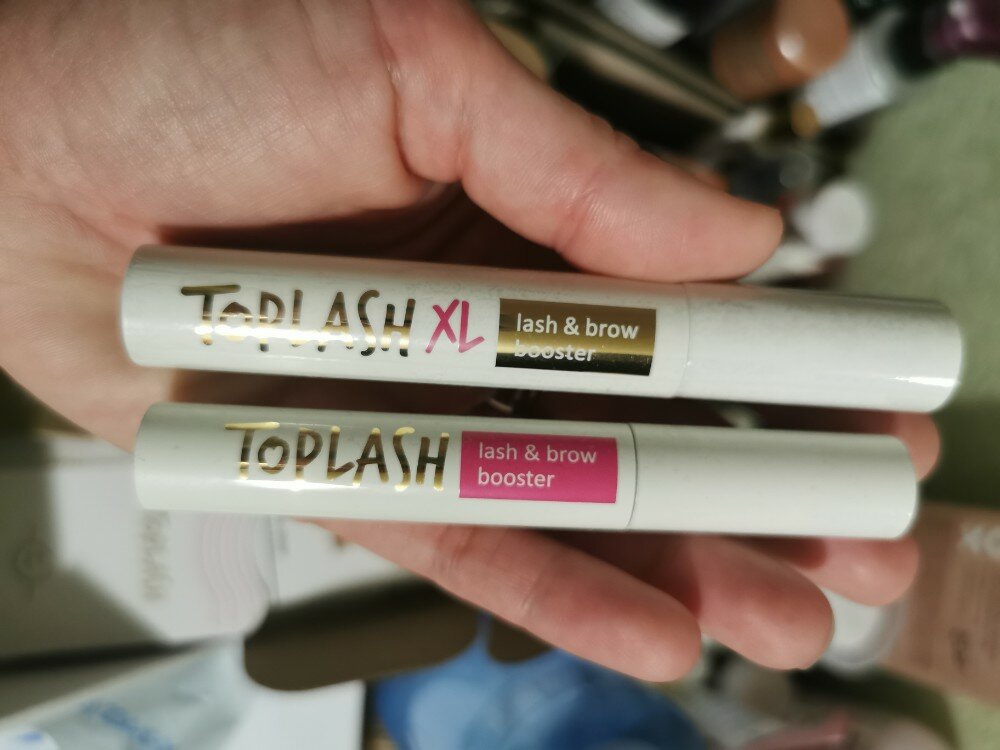 TOPLASH XL
lash & brow
booster
TOPLASH
lash & brow
booster